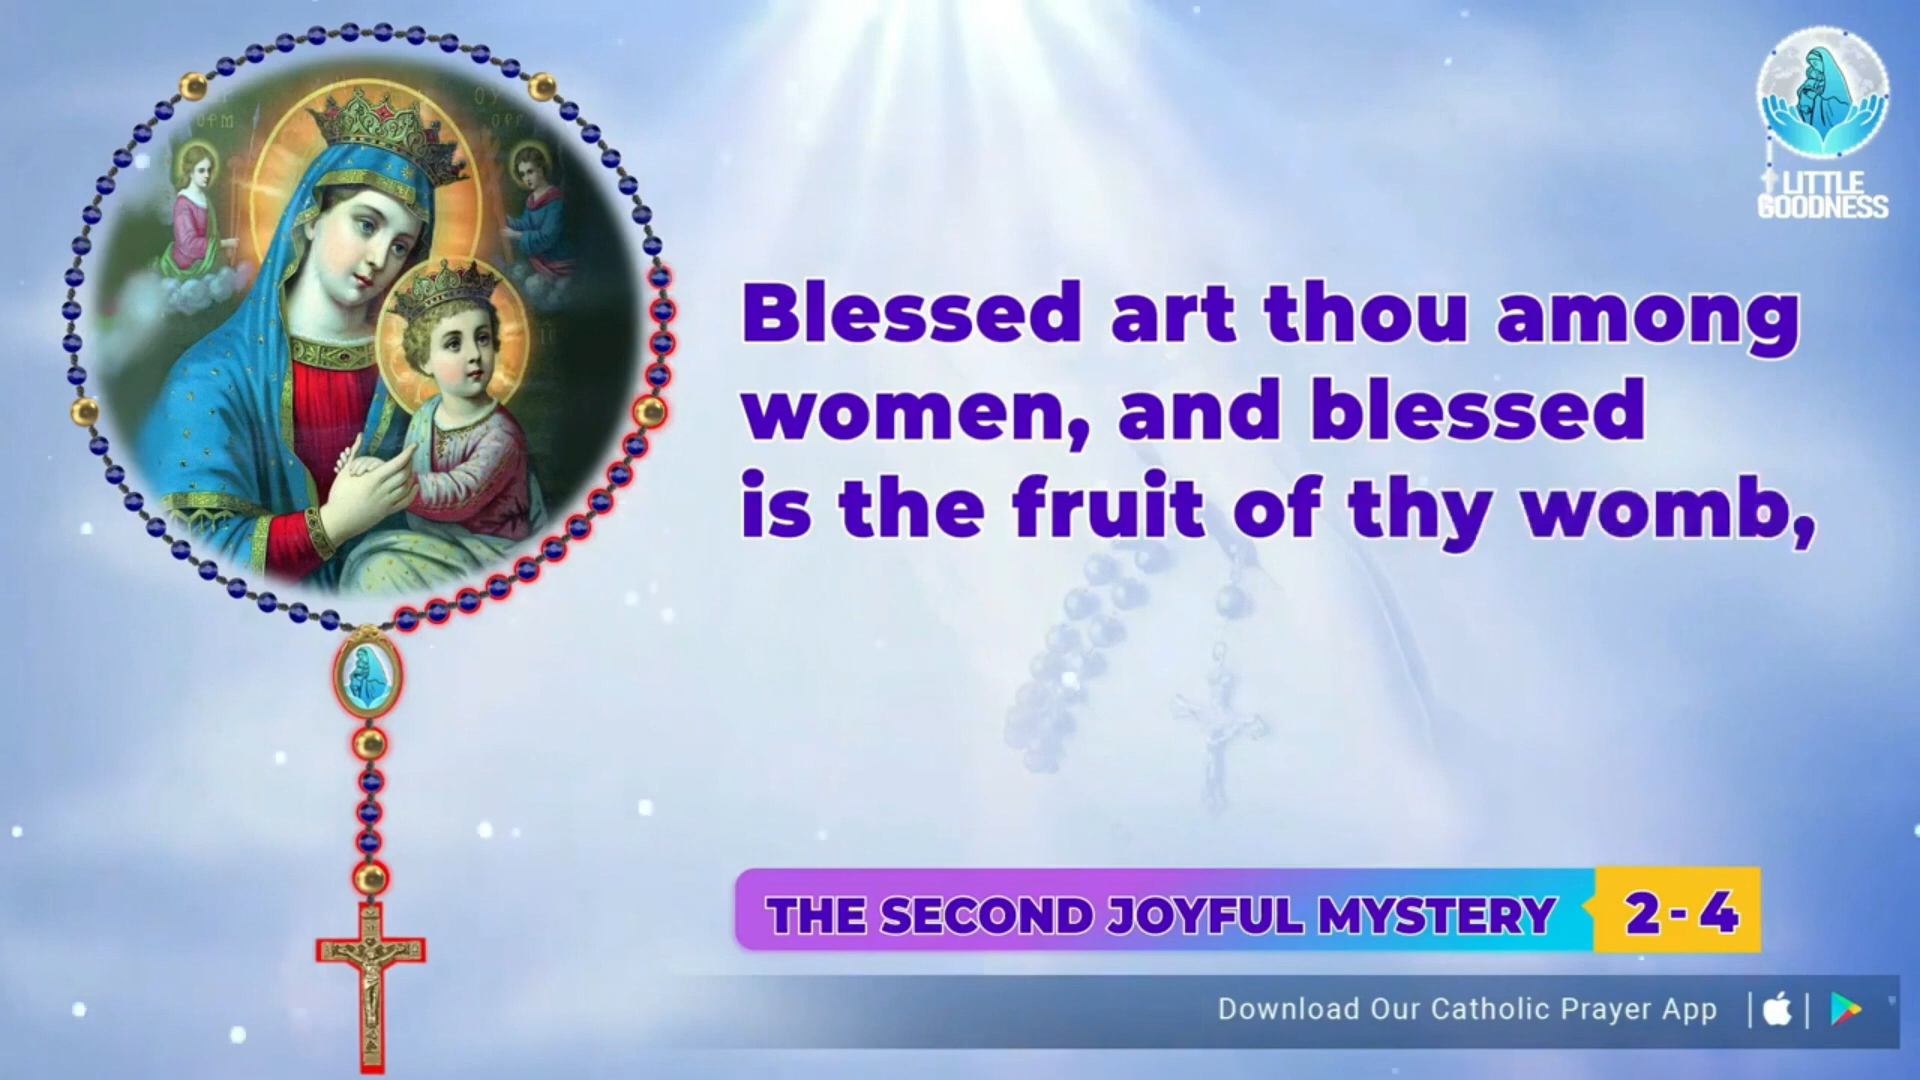 LITTLE
GOODNESS
Blessed art thou among
women, and blessed
is the fruit of thy womb,
THE SECOND JOYFUL MYSTERY 2 - 4
Download Our Catholic Prayer App